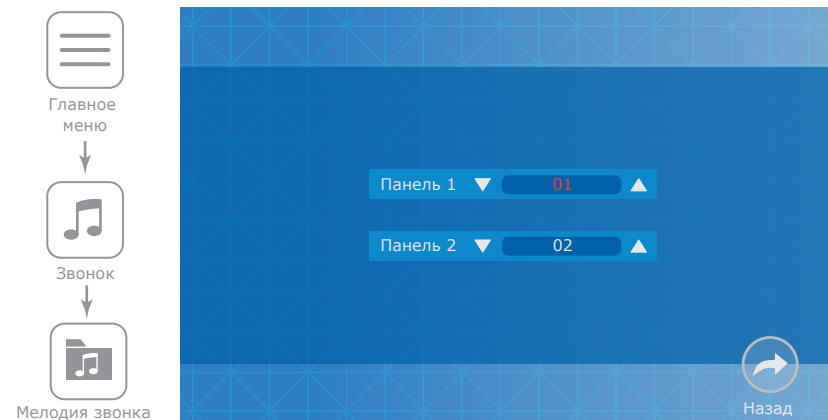 Главное
меню
Звонок
Мелодия звонка
Панель 1 01
Панель 2 02
Назад